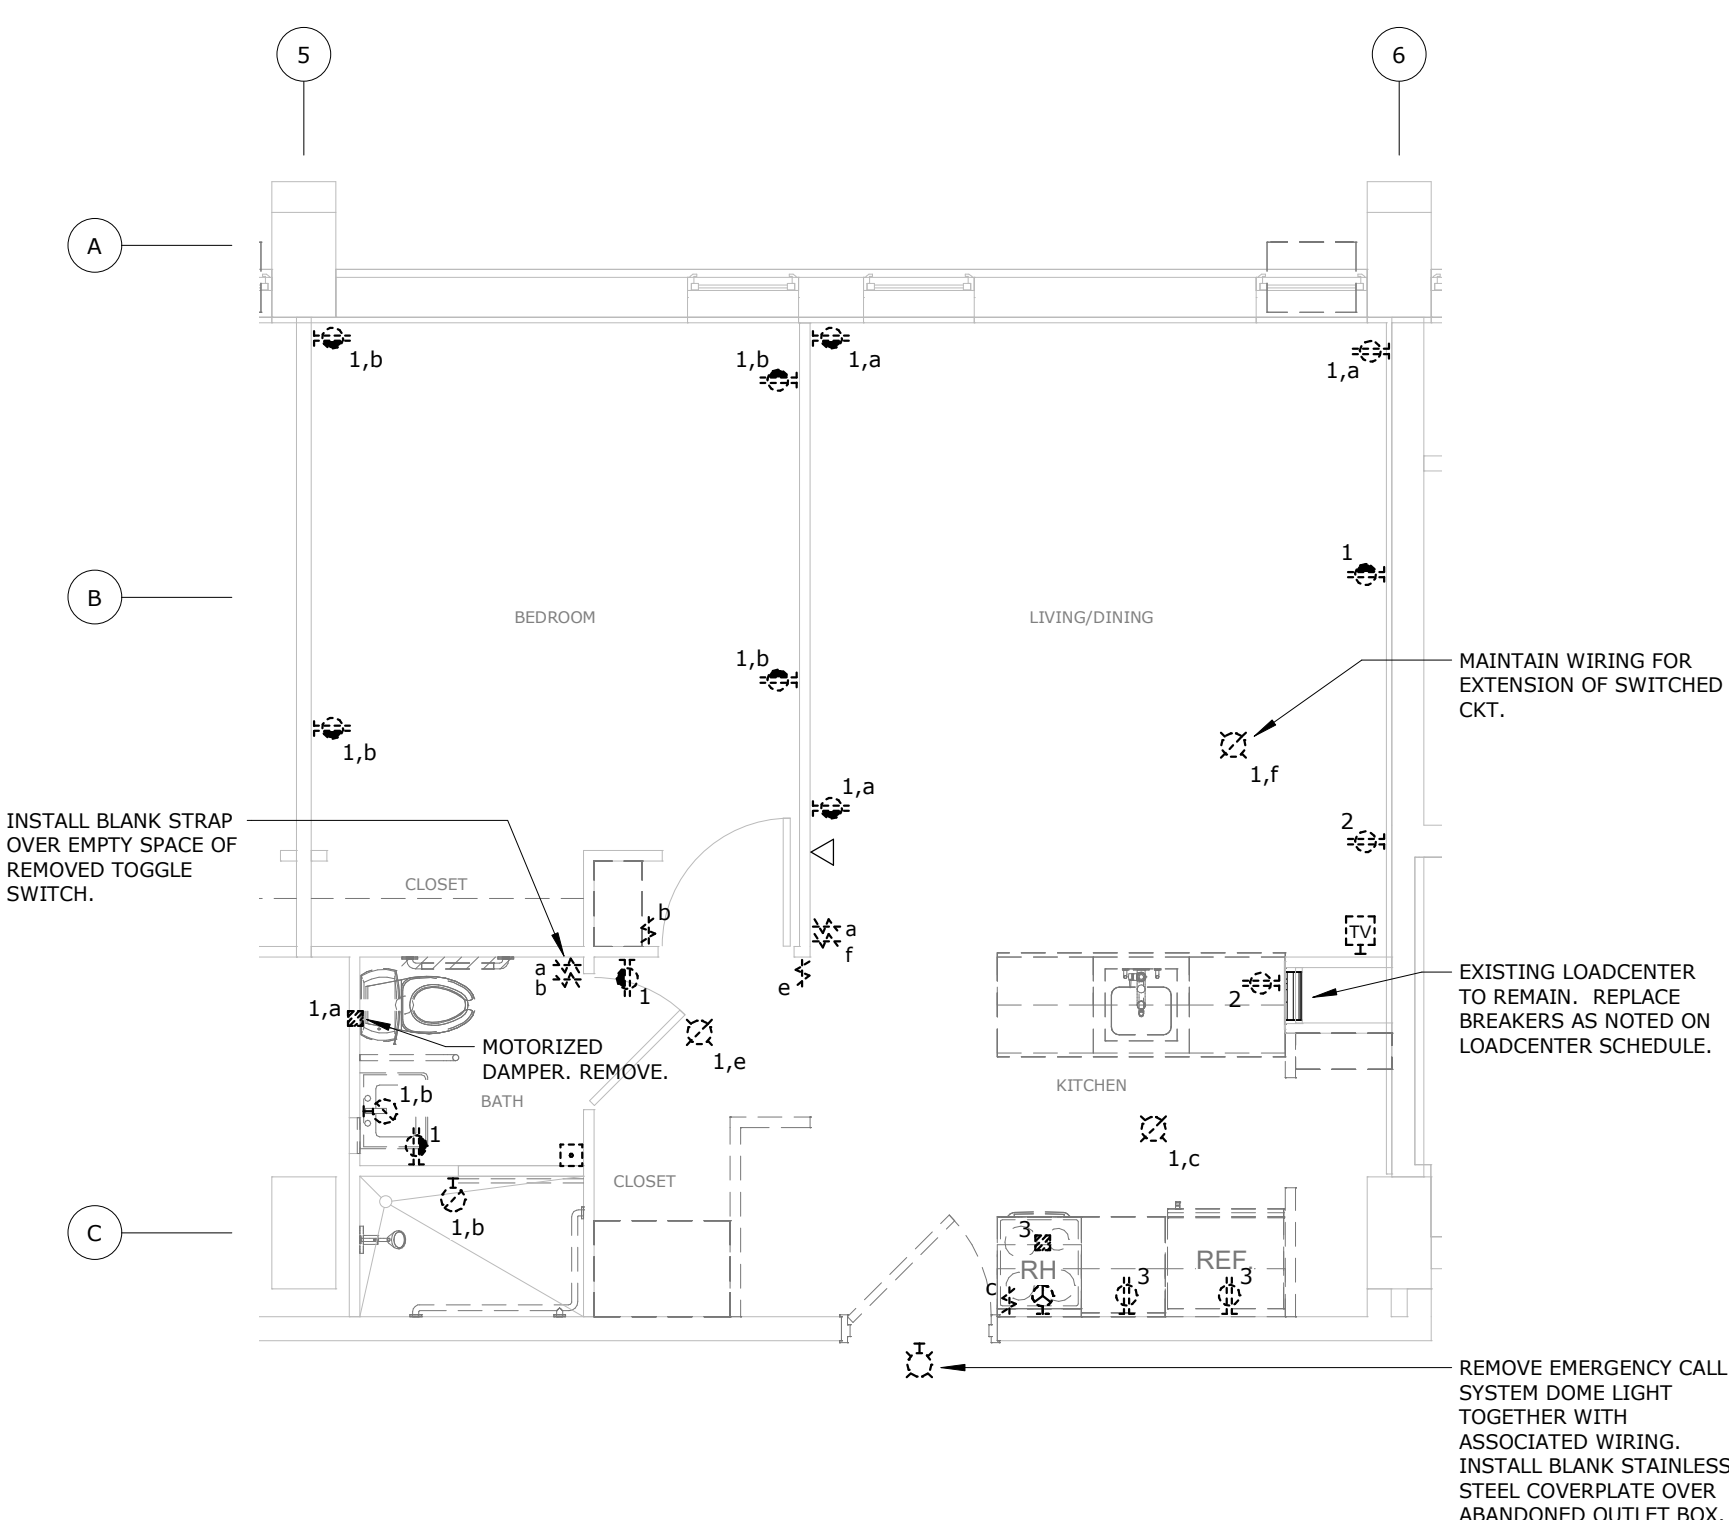 5
6
A
1,b
1,b
1,a
1,a
B
1
BEDROOM
LIVING/DINING
1,b
MAINTAIN WIRING FOR
EXTENSION OF SWITCHED
CKT.
1,b
1,f
1,a
INSTALL BLANK STRAP
OVER EMPTY SPACE OF
REMOVED TOGGLE
SWITCH.
2
CLOSET
b
a
f
TV
a
b
1
e
2
EXISTING LOADCENTER
TO REMAIN. REPLACE
BREAKERS AS NOTED ON
LOADCENTER SCHEDULE.
1,a
MOTORIZED
DAMPER. REMOVE.
1,e
KITCHEN
1,b
BATH
1
1,c
CLOSET
1,b
C
3
RH
REF.
c
3
3
REMOVE EMERGENCY CALL
SYSTEM DOME LIGHT
TOGETHER WITH
ASSOCIATED WIRING.
INSTALL BLANK STAINLESS
STEEL COVERPLATE OVER
ABANDONED OUTLET BOX.